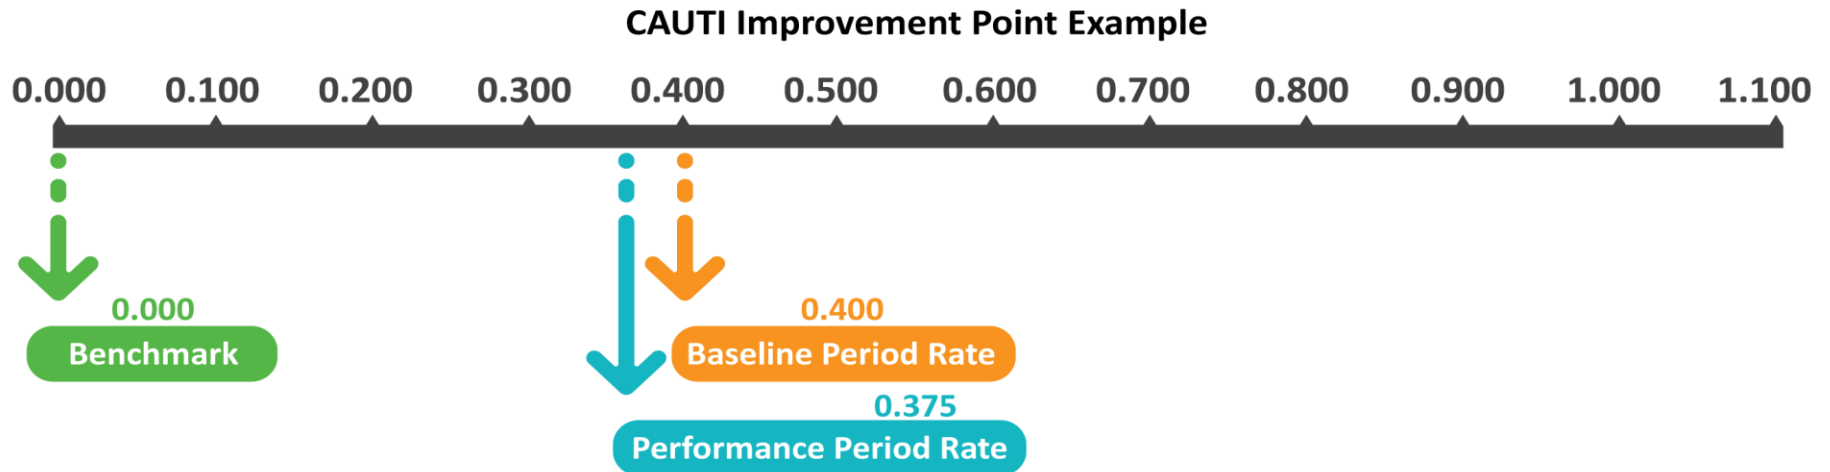 CAUTI Improvement Point Example
0.000 0.100 0.200 0.300 0.400 0.500 0.600 0.700 0.800 0.900 1.000 1.100
0.000
Benchmark
0.400
Baseline Period Rate
0.375
Performance Period Rate